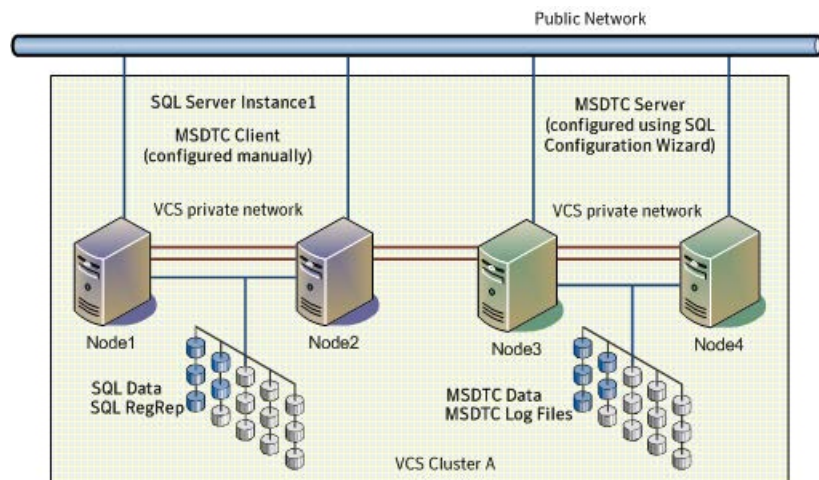 Public Network
SQL Server Instance1
MSDTC Client
(configured manually)
MSDTC Server
(configured using SQL
Configuration Wizard)
VCS private network
VCS private network
Node1
Node2
Node3
Node4
SQL Data
SQL RegRep
MSDTC Data
MSDTC Log Files
VCS Cluster A